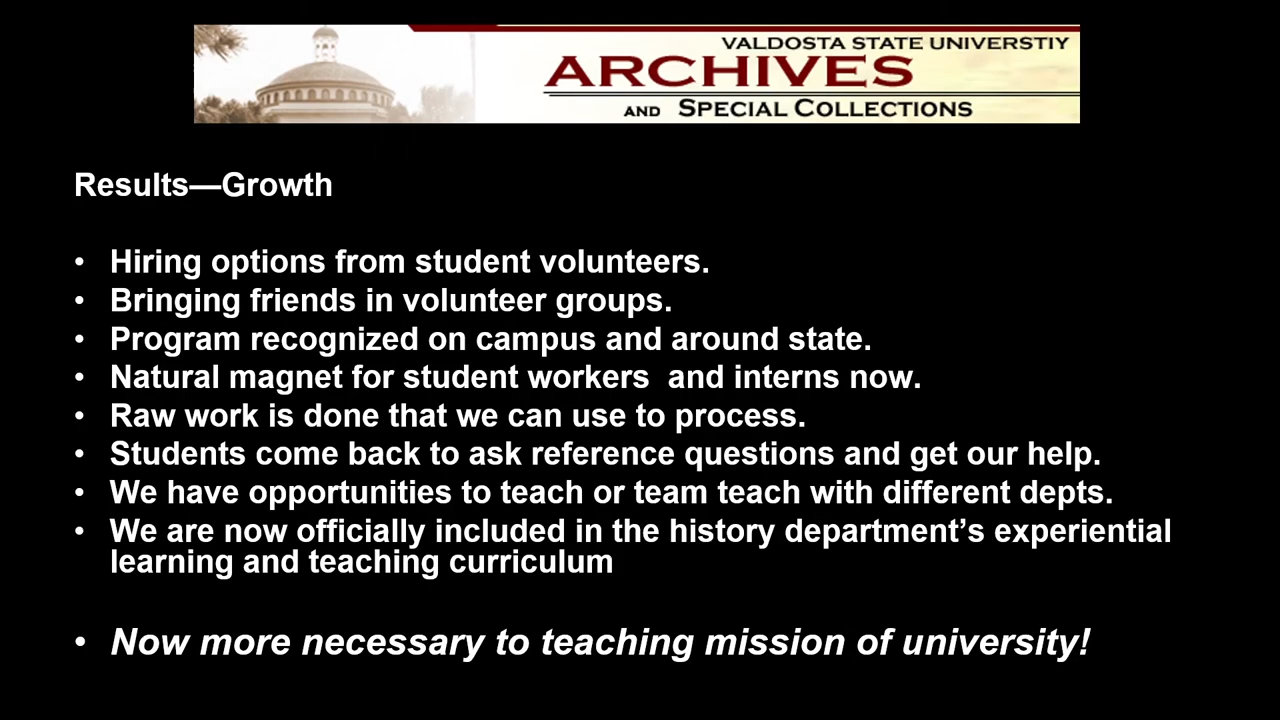 VALDOSTA STATE UNIVERSTIY
ARCHIVES
AND SPECIAL COLLECTIONS
Results—Growth
• Hiring options from student volunteers.
• Bringing friends in volunteer groups.
• Program recognized on campus and around state.
• Natural magnet for student workers  and interns now.
• Raw work is done that we can use to process.
• Students come back to ask reference questions and get our help.
• We have opportunities to teach or team teach with different depts.
• We are now officially included in the history department’s experiential
learning and teaching curriculum
• Now more necessary to teaching mission of university!